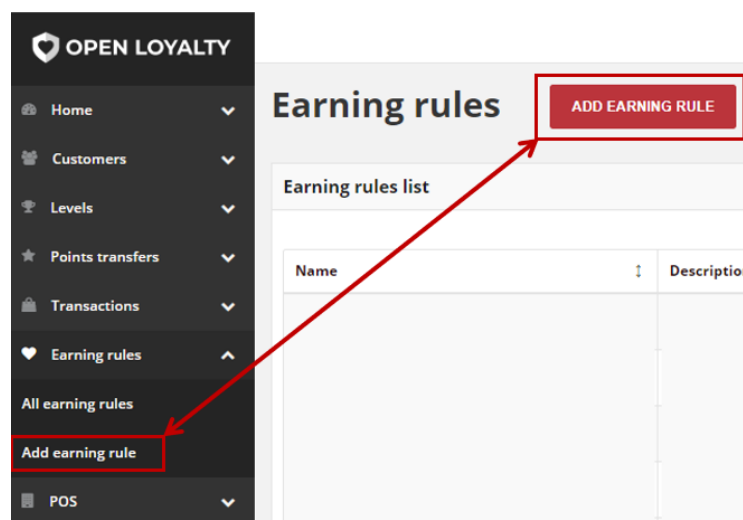 OPEN LOYALTY
Home
Customers
Levels
Points transfers
Transactions
Earning rules
All earning rules
Add earning rule
POS
Earning rules
ADD EARNING RULE
Earning rules list
Name
Descriptio